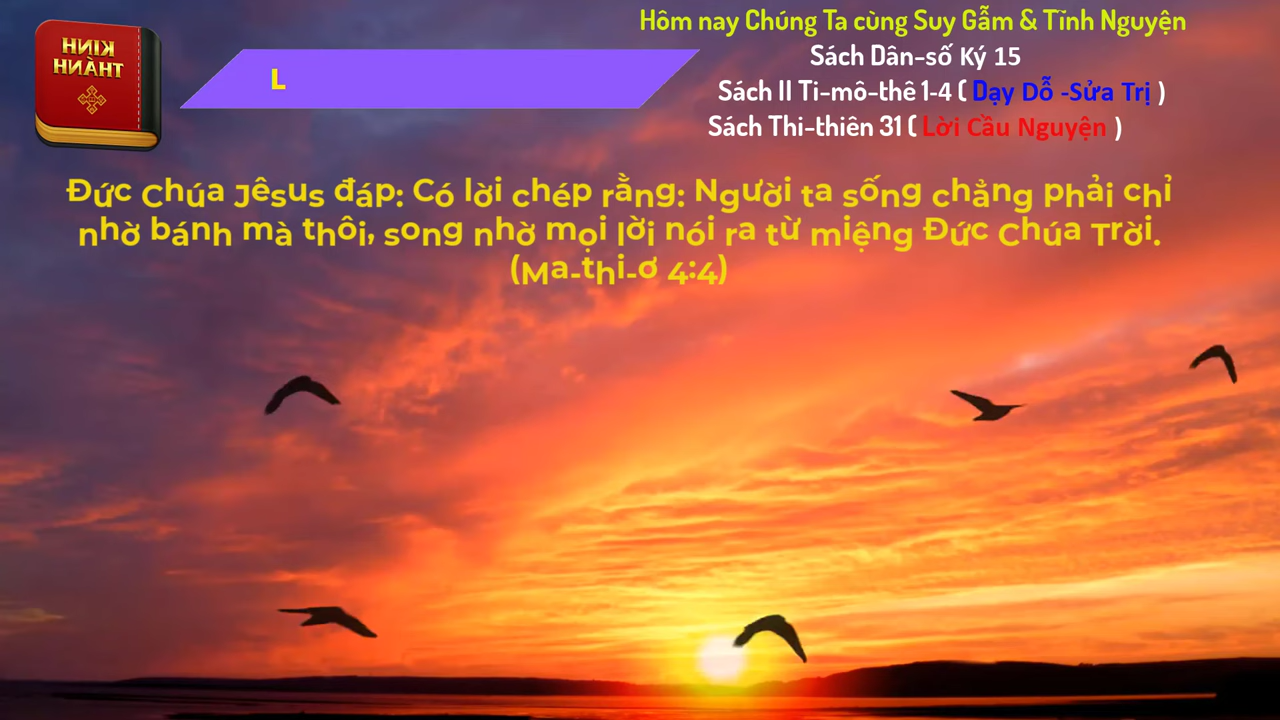 KINH
THÀNH
L
Hôm nay Chúng Ta cùng Suy Gẫm & Tĩnh Nguyện
Sách Dân-số Ký 15
Sách II Ti-mô-thê 1-4 ( Dạy Dỗ -Sửa Trị )
Sách Thi-thiên 31 ( Lời Cầu Nguyện )
Đức Chúa Jêsus đáp: Có lời chép rằng: Người ta sống chẳng phải chỉ
nhờ bánh mà thôi, song nhờ mọi lời nói ra từ miệng Đức Chúa Trời.
(Ma-thi-ơ 4:4)